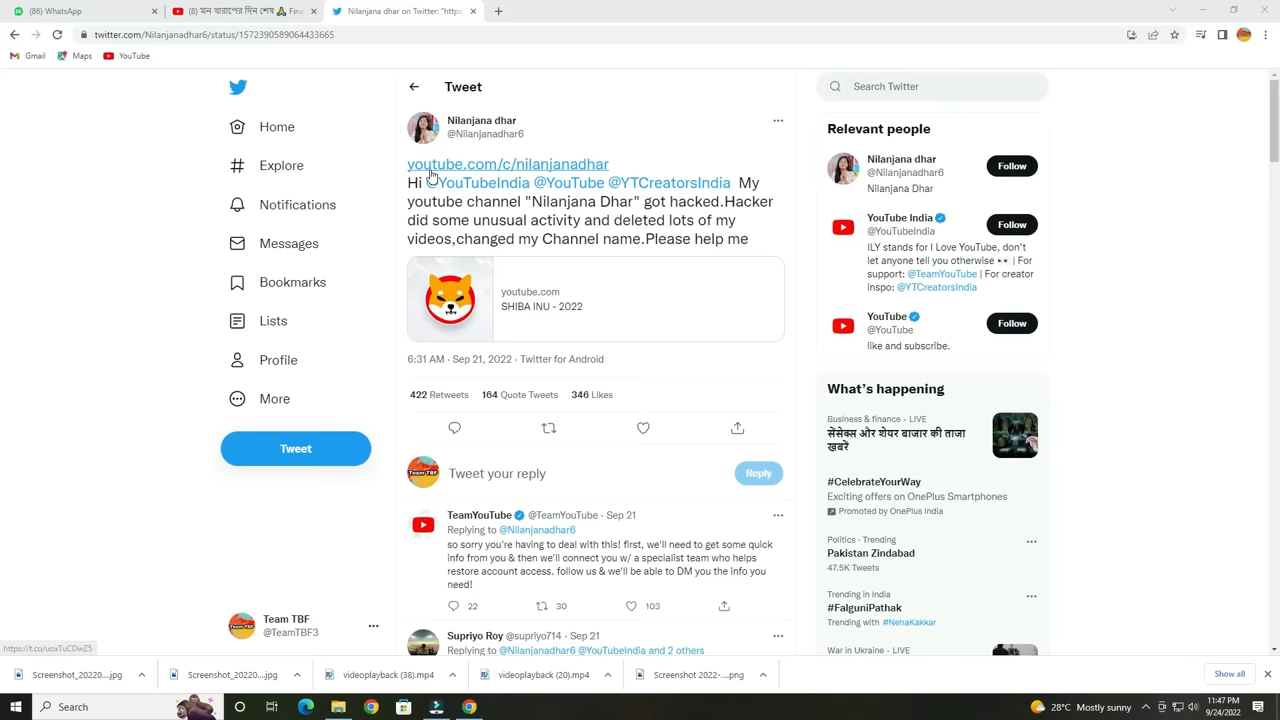 (86) WhatsApp
(8) মন খারাপের দিন শেষ 🙏 Fina
Nilanjana dhar on Twitter: "https:
twitter.com/Nilanjanadhar6/status/1572390589064433665
Gmail
Maps
YouTube
Home
Explore
Notifications
Messages
Bookmarks
Lists
Profile
More
Tweet
Team TBF
@TeamTBF3
Tweet
Nilanjana dhar
@Nilanjanadhar6
youtube.com/c/nilanjanadhar
Hi @YouTubeIndia @YouTube @YTCreatorsIndia My
youtube channel "Nilanjana Dhar" got hacked.Hacker
did some unusual activity and deleted lots of my
videos,changed my Channel name.Please help me
youtube.com
SHIBA INU - 2022
6:31 AM · Sep 21, 2022 · Twitter for Android
422 Retweets 164 Quote Tweets 346 Likes
Team TBF
Tweet your reply
Reply
TeamYouTube @TeamYouTube · Sep 21
Replying to @Nilanjanadhar6
so sorry you're having to deal with this! first, we'll need to get some quick
info from you & then we'll connect you w/ a specialist team who helps
restore account access. follow us & we'll be able to DM you the info you
need!
22 30 103
Supriyo Roy @supriyo714 · Sep 21
Replying to @Nilanjanadhar6 @YouTubeIndia and 2 others
Search Twitter
Relevant people
Nilanjana dhar
@Nilanjanadhar6
Follow
Nilanjana Dhar
YouTube India
@YouTubeIndia
Follow
ILY stands for I Love YouTube, don't
let anyone tell you otherwise 👀 | For
support: @TeamYouTube | For creator
inspo: @YTCreatorsIndia
YouTube
@YouTube
Follow
like and subscribe.
What's happening
Business & finance · LIVE
सेंसेक्स और शेयर बाजार की ताजा
खबरें
#CelebrateYourWay
Exciting offers on OnePlus Smartphones
Promoted by OnePlus India
Politics · Trending
Pakistan Zindabad
47.5K Tweets
Trending in India
#FalguniPathak
Trending with #NehaKakkar
War in Ukraine · LIVE
https://t.co/uoxTuCDwZ5
Screenshot_20220....jpg
Screenshot_20220....jpg
videoplayback (38).mp4
videoplayback (20).mp4
Screenshot 2022-....png
Show all
Search
28°C Mostly sunny
11:47 PM
9/24/2022